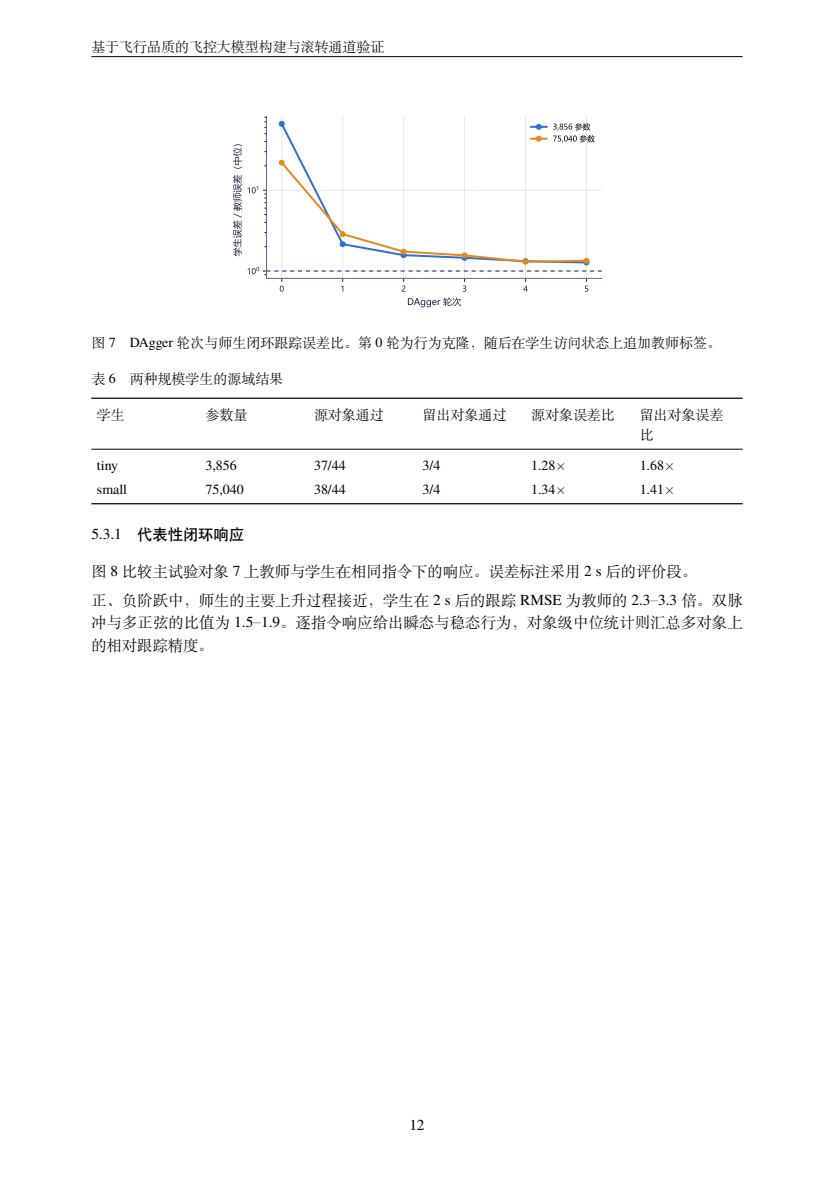 基于飞行品质的飞控大模型构建与滚转通道验证
学生误差 / 教师误差（中位）
3,856 参数
75,040 参数
10¹
10⁰
0 1 2 3 4 5
DAgger 轮次
图 7 DAgger 轮次与师生闭环跟踪误差比。第 0 轮为行为克隆，随后在学生访问状态上追加教师标签。
表 6 两种规模学生的源域结果
学生 参数量 源对象通过 留出对象通过 源对象误差比 留出对象误差
比
tiny 3,856 37/44 3/4 1.28× 1.68×
small 75,040 38/44 3/4 1.34× 1.41×
5.3.1 代表性闭环响应
图 8 比较主试验对象 7 上教师与学生在相同指令下的响应。误差标注采用 2 s 后的评价段。
正、负阶跃中，师生的主要上升过程接近，学生在 2 s 后的跟踪 RMSE 为教师的 2.3–3.3 倍。双脉
冲与多正弦的比值为 1.5–1.9。逐指令响应给出瞬态与稳态行为，对象级中位统计则汇总多对象上
的相对跟踪精度。
12